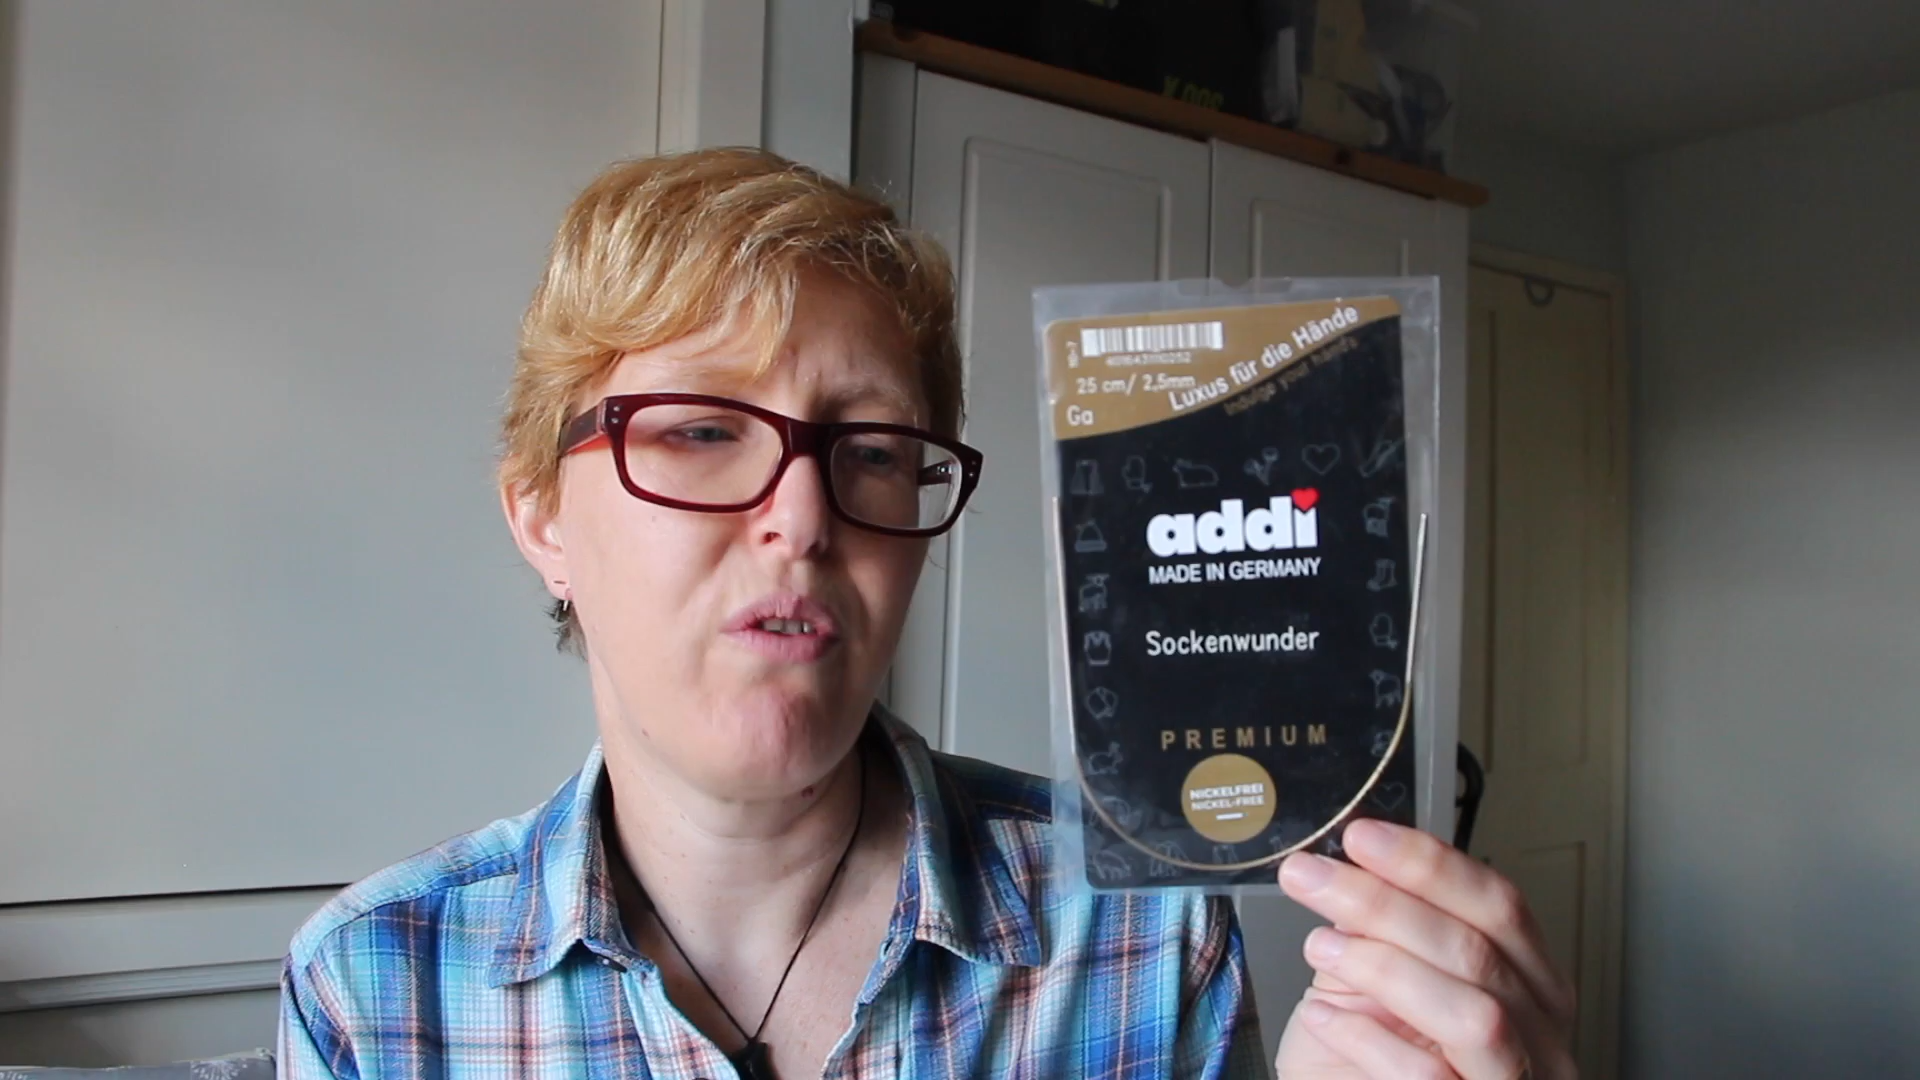 25 cm/ 2,5mm
Ga
Luxus für die Hände
Indulge your hands
addi
MADE IN GERMANY
Sockenwunder
PREMIUM
NICKELFREI
NICKEL-FREE